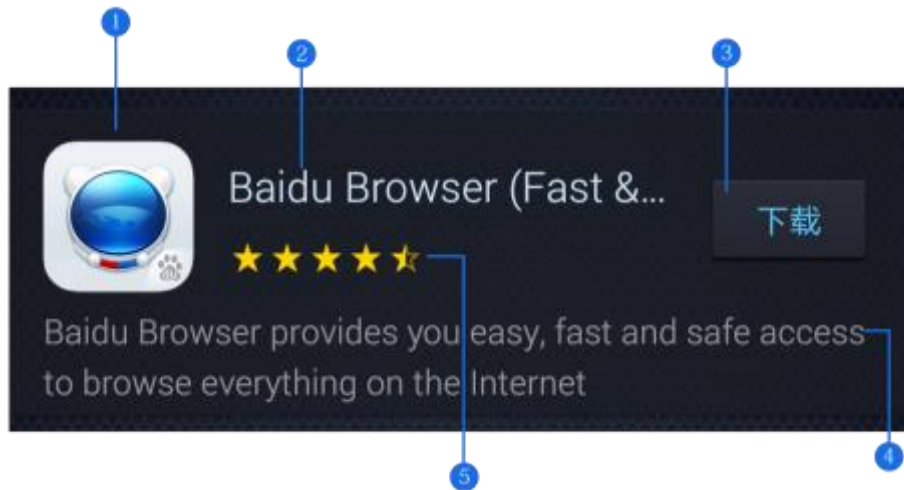 1
2
3
Baidu Browser (Fast &...
下载
Baidu Browser provides you easy, fast and safe access
to browse everything on the Internet
4
5